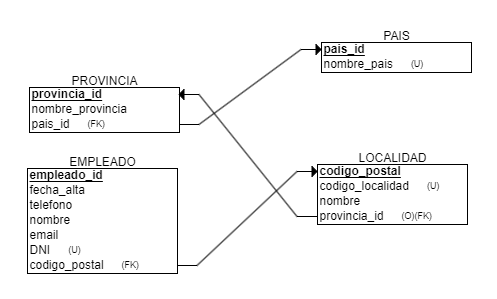 PAIS
pais_id
nombre_pais (U)
PROVINCIA
provincia_id
nombre_provincia
pais_id (FK)
EMPLEADO
empleado_id
fecha_alta
telefono
nombre
email
DNI (U)
codigo_postal (FK)
LOCALIDAD
codigo_postal
codigo_localidad (U)
nombre
provincia_id (O)(FK)